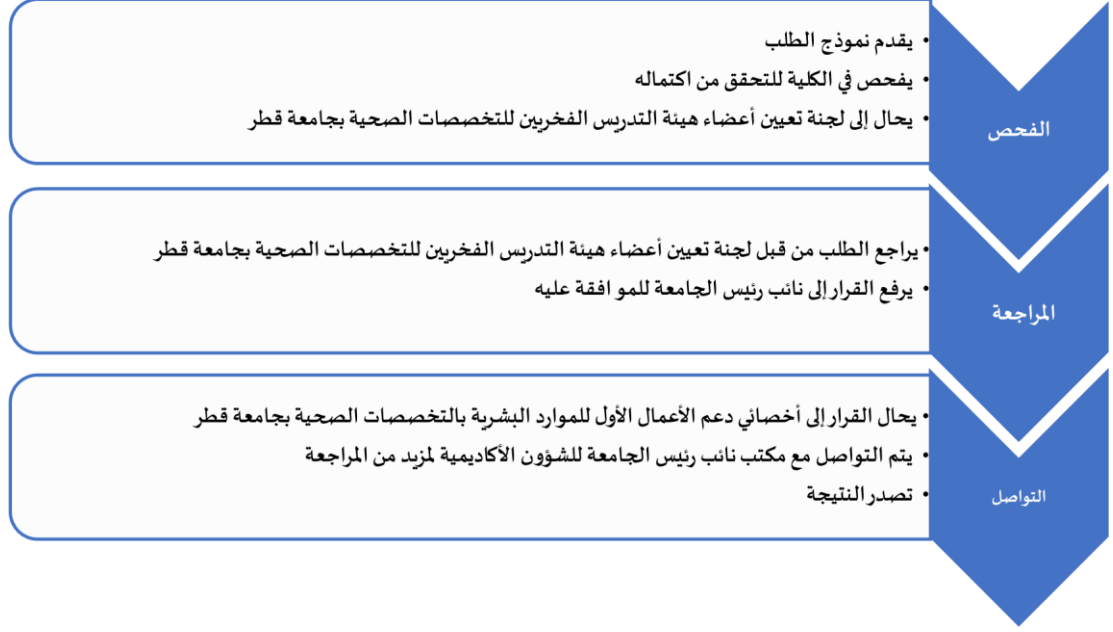 الفحص
• يقدم نموذج الطلب
• يفحص في الكلية للتحقق من اكتماله
• يحال إلى لجنة تعيين أعضاء هيئة التدريس الفخريين للتخصصات الصحية بجامعة قطر
المراجعة
• يراجع الطلب من قبل لجنة تعيين أعضاء هيئة التدريس الفخريين للتخصصات الصحية بجامعة قطر
• يرفع القرار إلى نائب رئيس الجامعة للموافقة عليه
التواصل
• يحال القرار إلى أخصائي دعم الأعمال الأول للموارد البشرية بالتخصصات الصحية بجامعة قطر
• يتم التواصل مع مكتب نائب رئيس الجامعة للشؤون الأكاديمية لمزيد من المراجعة
• تصدر النتيجة